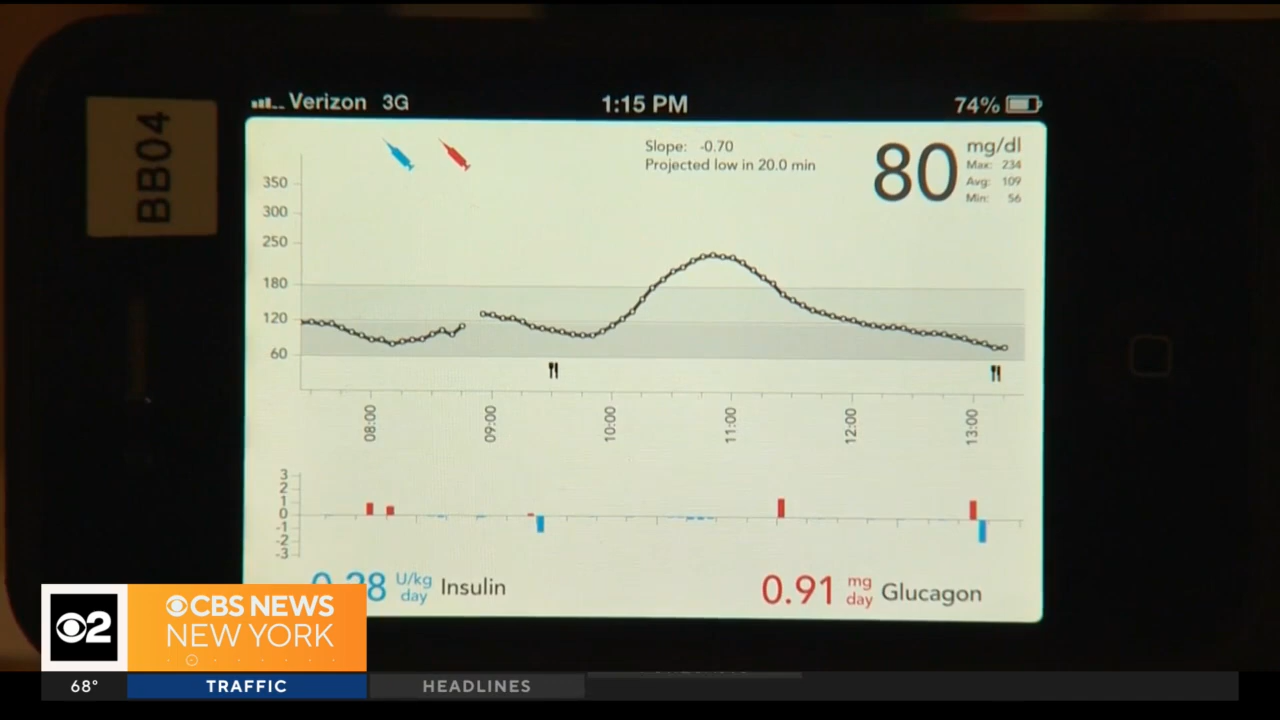 Verizon 3G
1:15 PM
74%
BB04
Slope: -0.70
Projected low in 20.0 min
80
mg/dl
Max: 234
Avg: 109
Min: 56
350
300
250
180
120
60
08:00
09:00
10:00
11:00
12:00
13:00
3
2
1
0
-1
-2
-3
U/kg
day
Insulin
0.91
mg
day
Glucagon
2
CBS NEWS
NEW YORK
68°
TRAFFIC
HEADLINES